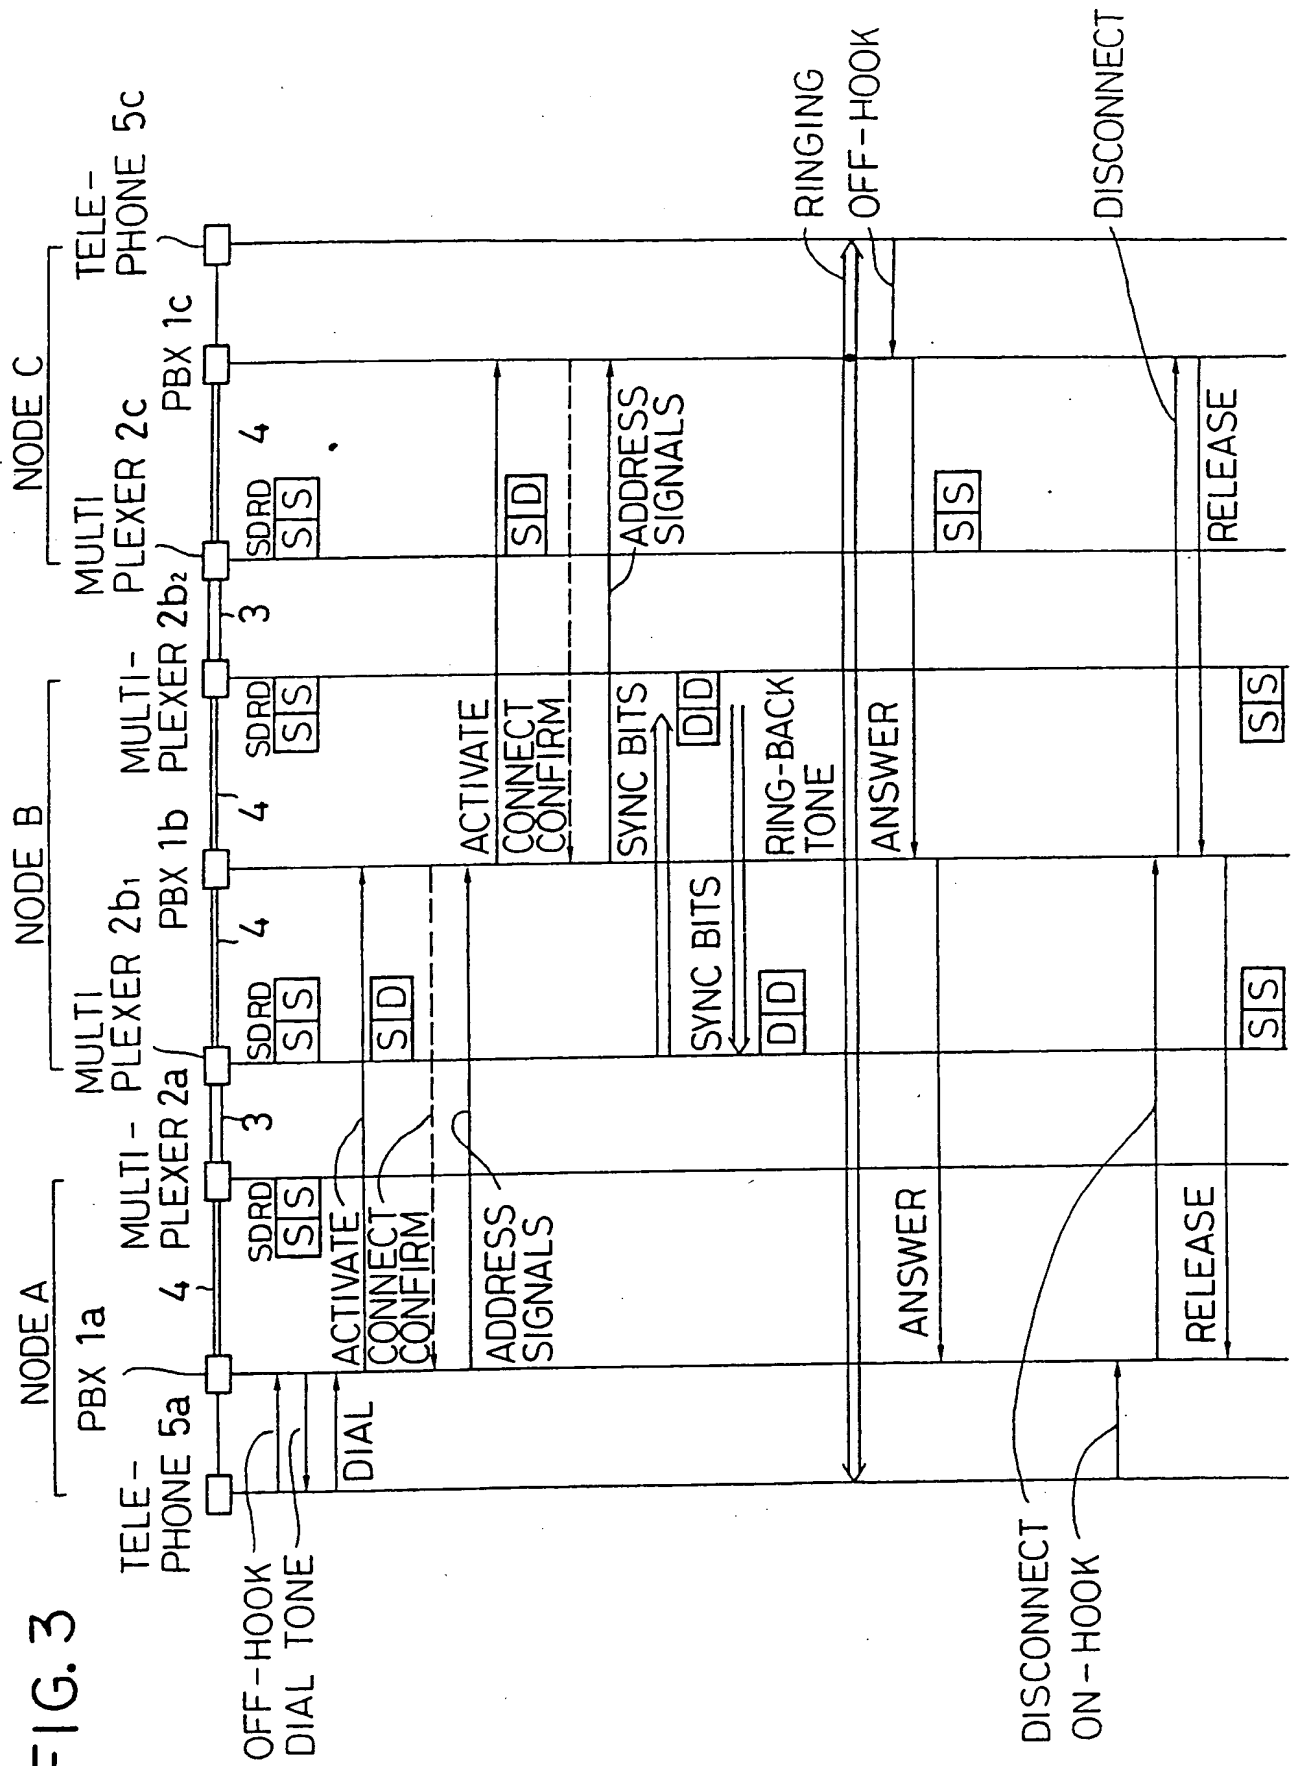 FIG. 3
NODE A
NODE B
NODE C
TELE-
PHONE 5a
PBX 1a
MULTI-
PLEXER 2a
MULTI
PLEXER 2b1
PBX 1b
MULTI-
PLEXER 2b2
MULTI
PLEXER 2c
PBX 1c
TELE-
PHONE 5c
4
3
4
4
3
4
SDRD
S S
SDRD
S S
SDRD
S S
SDRD
S S
OFF-HOOK
DIAL TONE
DIAL
ACTIVATE
CONNECT
CONFIRM
S D
ADDRESS
SIGNALS
ACTIVATE
CONNECT
CONFIRM
S D
ADDRESS
SIGNALS
SYNC BITS
D D
SYNC BITS
D D
RING-BACK
TONE
RINGING
OFF-HOOK
ANSWER
ANSWER
S S
DISCONNECT
ON-HOOK
DISCONNECT
RELEASE
RELEASE
S S
S S